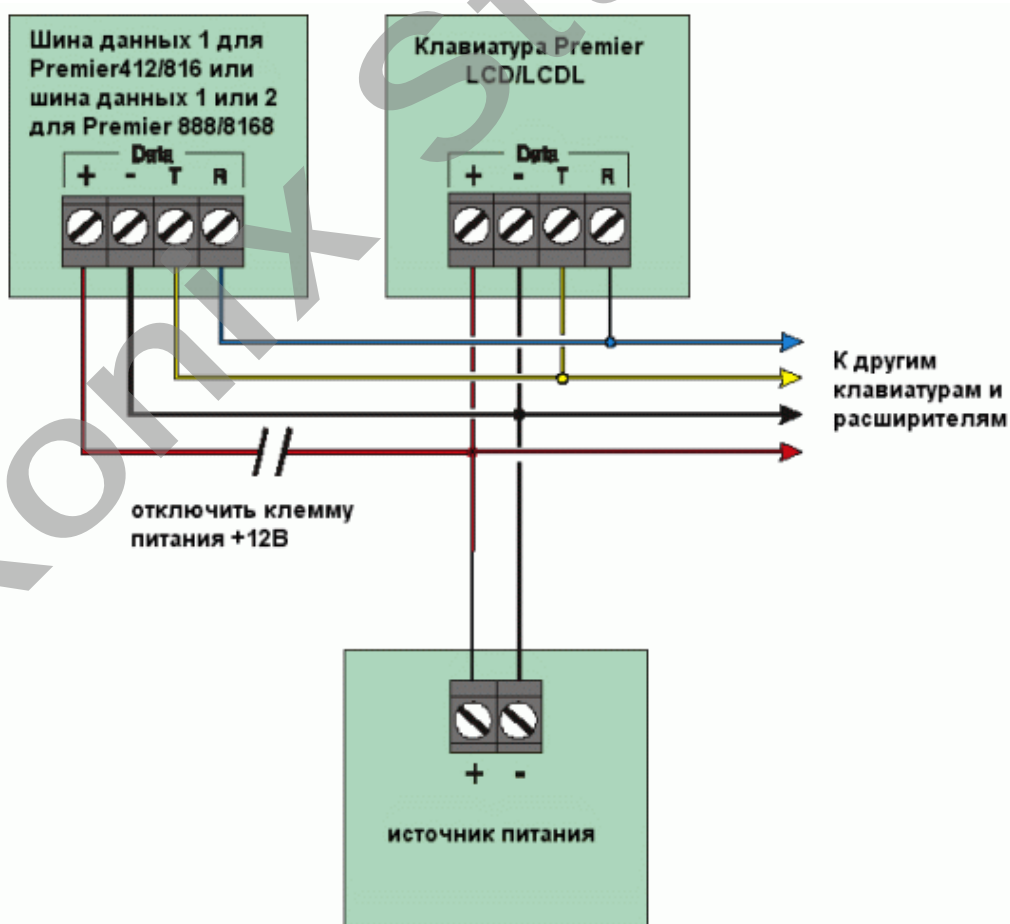 Шина данных 1 для
Premier412/816 или
шина данных 1 или 2
для Premier 888/8168
Data
+ - T R
Клавиатура Premier
LCD/LCDL
Data
+ - T R
К другим
клавиатурам и
расширителям
отключить клемму
питания +12В
+ -
источник питания